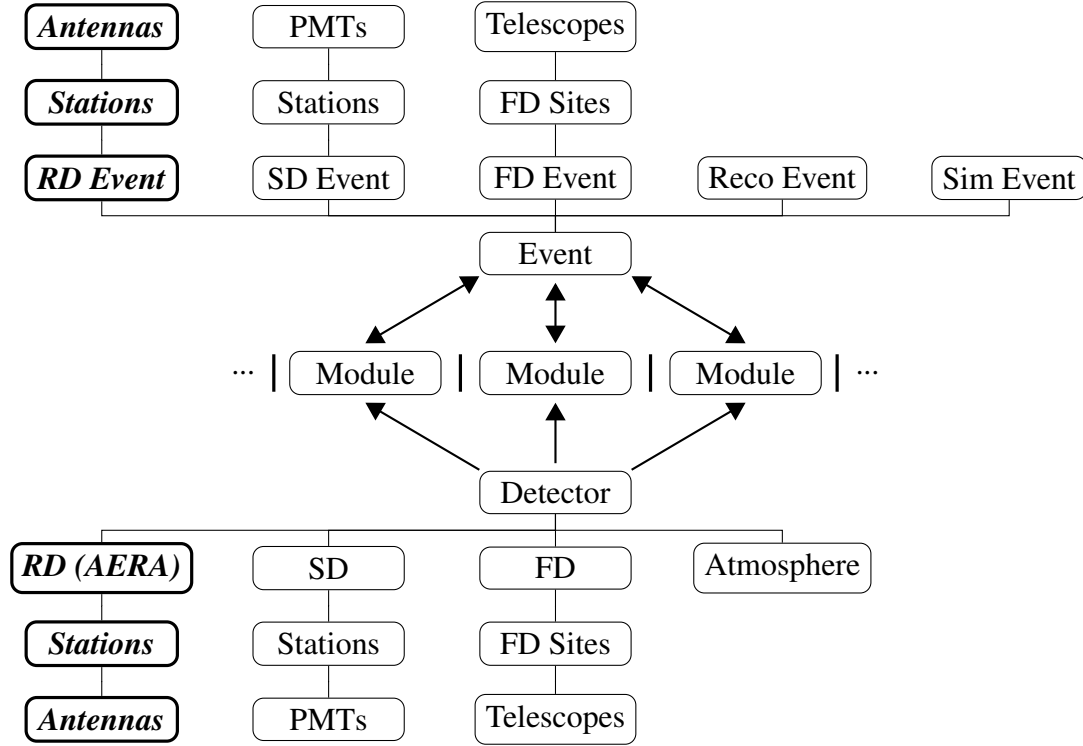 Antennas PMTs Telescopes
Stations Stations FD Sites
RD Event SD Event FD Event Reco Event Sim Event
Event
... | Module | Module | Module | ...
Detector
RD (AERA) SD FD Atmosphere
Stations Stations FD Sites
Antennas PMTs Telescopes